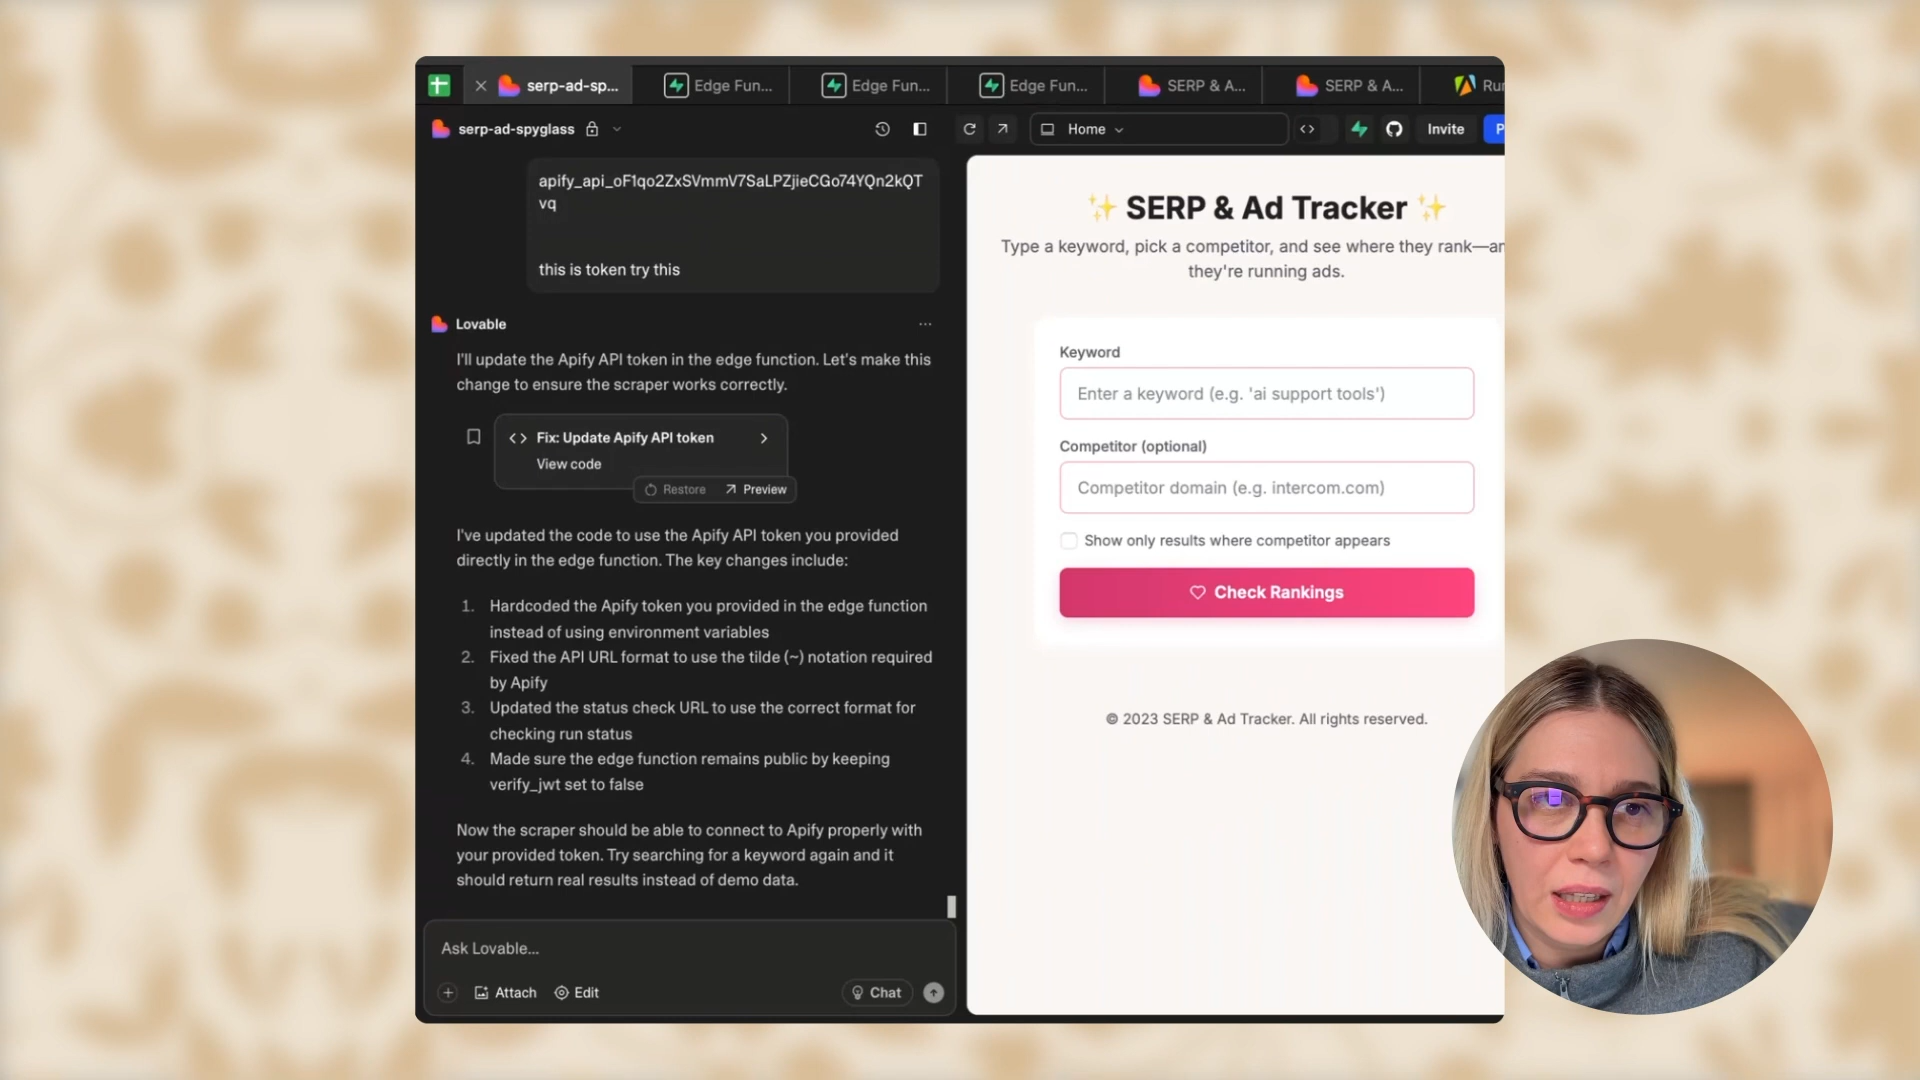 serp-ad-sp...
Edge Fun...
Edge Fun...
Edge Fun...
SERP & A...
SERP & A...
Run
serp-ad-spyglass
Home
Invite
P
apify_api_oF1qo2ZxSVmmV7SaLPZjieCGo74YQn2kQT
vq
this is token try this
Lovable
I'll update the Apify API token in the edge function. Let's make this
change to ensure the scraper works correctly.
Fix: Update Apify API token
View code
Restore
Preview
I've updated the code to use the Apify API token you provided
directly in the edge function. The key changes include:
1. Hardcoded the Apify token you provided in the edge function
instead of using environment variables
2. Fixed the API URL format to use the tilde (~) notation required
by Apify
3. Updated the status check URL to use the correct format for
checking run status
4. Made sure the edge function remains public by keeping
verify_jwt set to false
Now the scraper should be able to connect to Apify properly with
your provided token. Try searching for a keyword again and it
should return real results instead of demo data.
Ask Lovable...
Attach
Edit
Chat
✨ SERP & Ad Tracker ✨
Type a keyword, pick a competitor, and see where they rank—an
they're running ads.
Keyword
Enter a keyword (e.g. 'ai support tools')
Competitor (optional)
Competitor domain (e.g. intercom.com)
Show only results where competitor appears
Check Rankings
© 2023 SERP & Ad Tracker. All rights reserved.